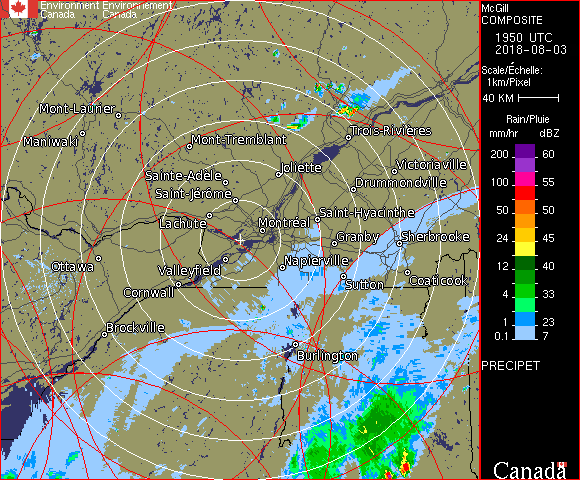 Environment Environnement
Canada Canada
McGill
COMPOSITE
1950 UTC
2018-08-03
Scale/Échelle:
1km/Pixel
40 KM
Rain/Pluie
mm/hr dBZ
200 60
100 55
50 50
24 45
12 40
4 33
1 23
0.1 7
PRECIPET
Canada
Mont-Laurier
Maniwaki
Mont-Tremblant
Trois-Rivières
Victoriaville
Joliette
Sainte-Adèle
Saint-Jérôme
Drummondville
Lachute
Montréal
Saint-Hyacinthe
Granby
Sherbrooke
Ottawa
Valleyfield
Napierville
Cornwall
Sutton
Coaticook
Brockville
Burlington